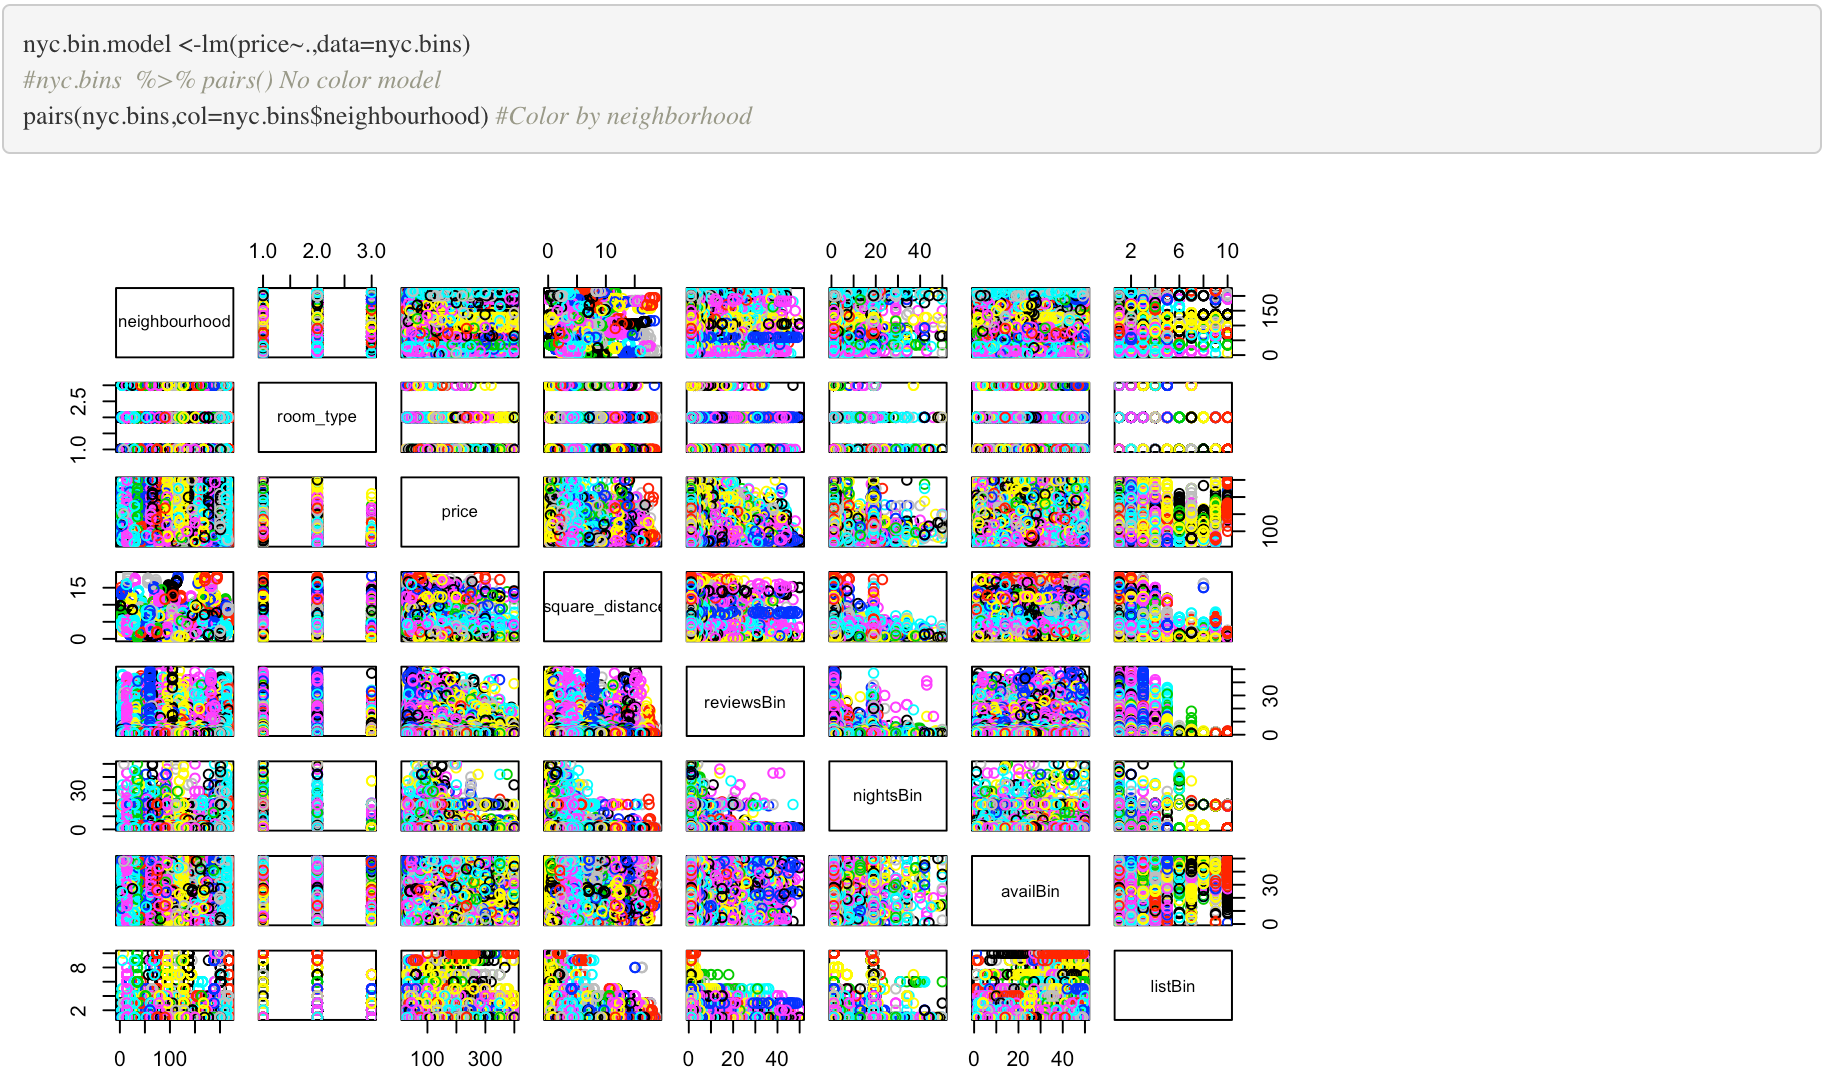 nyc.bin.model <-lm(price~.,data=nyc.bins)
#nyc.bins  %>% pairs() No color model
pairs(nyc.bins,col=nyc.bins$neighbourhood) #Color by neighborhood
1.0 2.0 3.0 0 10 0 20 40 2 6 10
neighbourhood
0 150
1.0 2.5
room_type
price
100
0 15
square_distance
reviewsBin
0 30
0 30
nightsBin
availBin
0 30
2 8
listBin
0 100 100 300 0 20 40 0 20 40